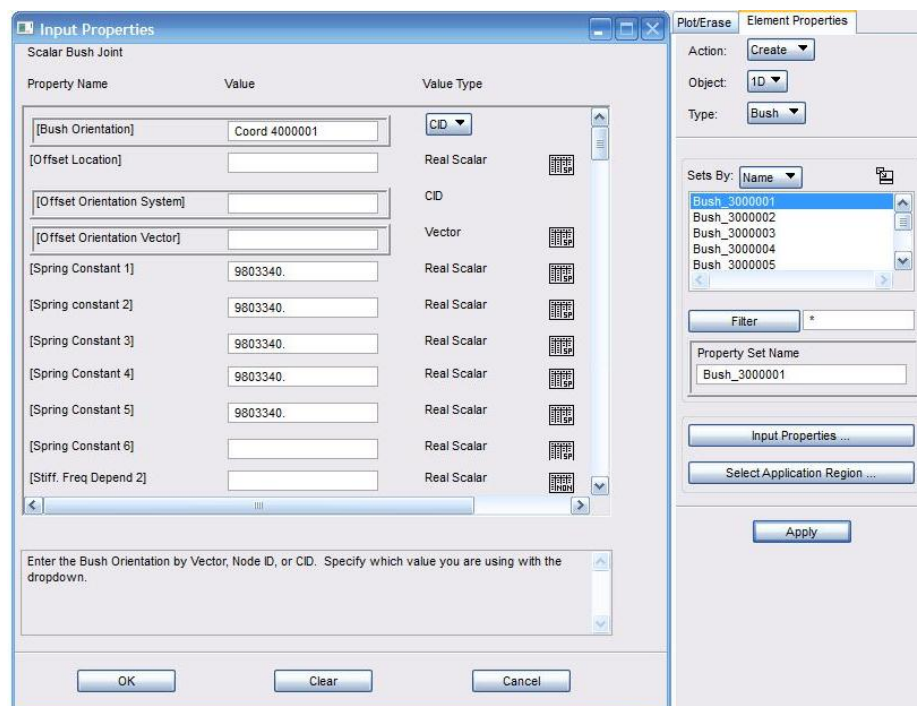 Input Properties
Scalar Bush Joint
Property Name Value Value Type
[Bush Orientation] Coord 4000001 CID
[Offset Location] Real Scalar
[Offset Orientation System] CID
[Offset Orientation Vector] Vector
[Spring Constant 1] 9803340. Real Scalar
[Spring constant 2] 9803340. Real Scalar
[Spring Constant 3] 9803340. Real Scalar
[Spring Constant 4] 9803340. Real Scalar
[Spring Constant 5] 9803340. Real Scalar
[Spring Constant 6] Real Scalar
[Stiff. Freq Depend 2] Real Scalar
Enter the Bush Orientation by Vector, Node ID, or CID. Specify which value you are using with the
dropdown.
OK Clear Cancel
Plot/Erase Element Properties
Action: Create
Object: 1D
Type: Bush
Sets By: Name
Bush_3000001
Bush_3000002
Bush_3000003
Bush_3000004
Bush_3000005
Filter *
Property Set Name
Bush_3000001
Input Properties ...
Select Application Region ...
Apply